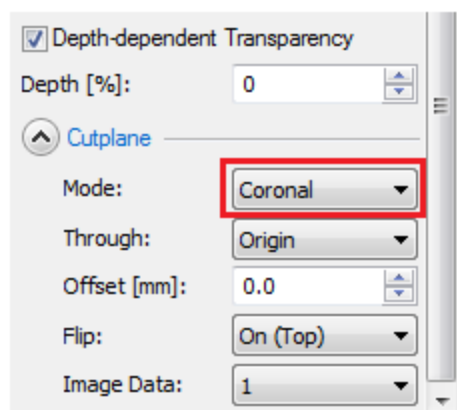 Depth-dependent Transparency
Depth [%]: 0
Cutplane
Mode: Coronal
Through: Origin
Offset [mm]: 0.0
Flip: On (Top)
Image Data: 1